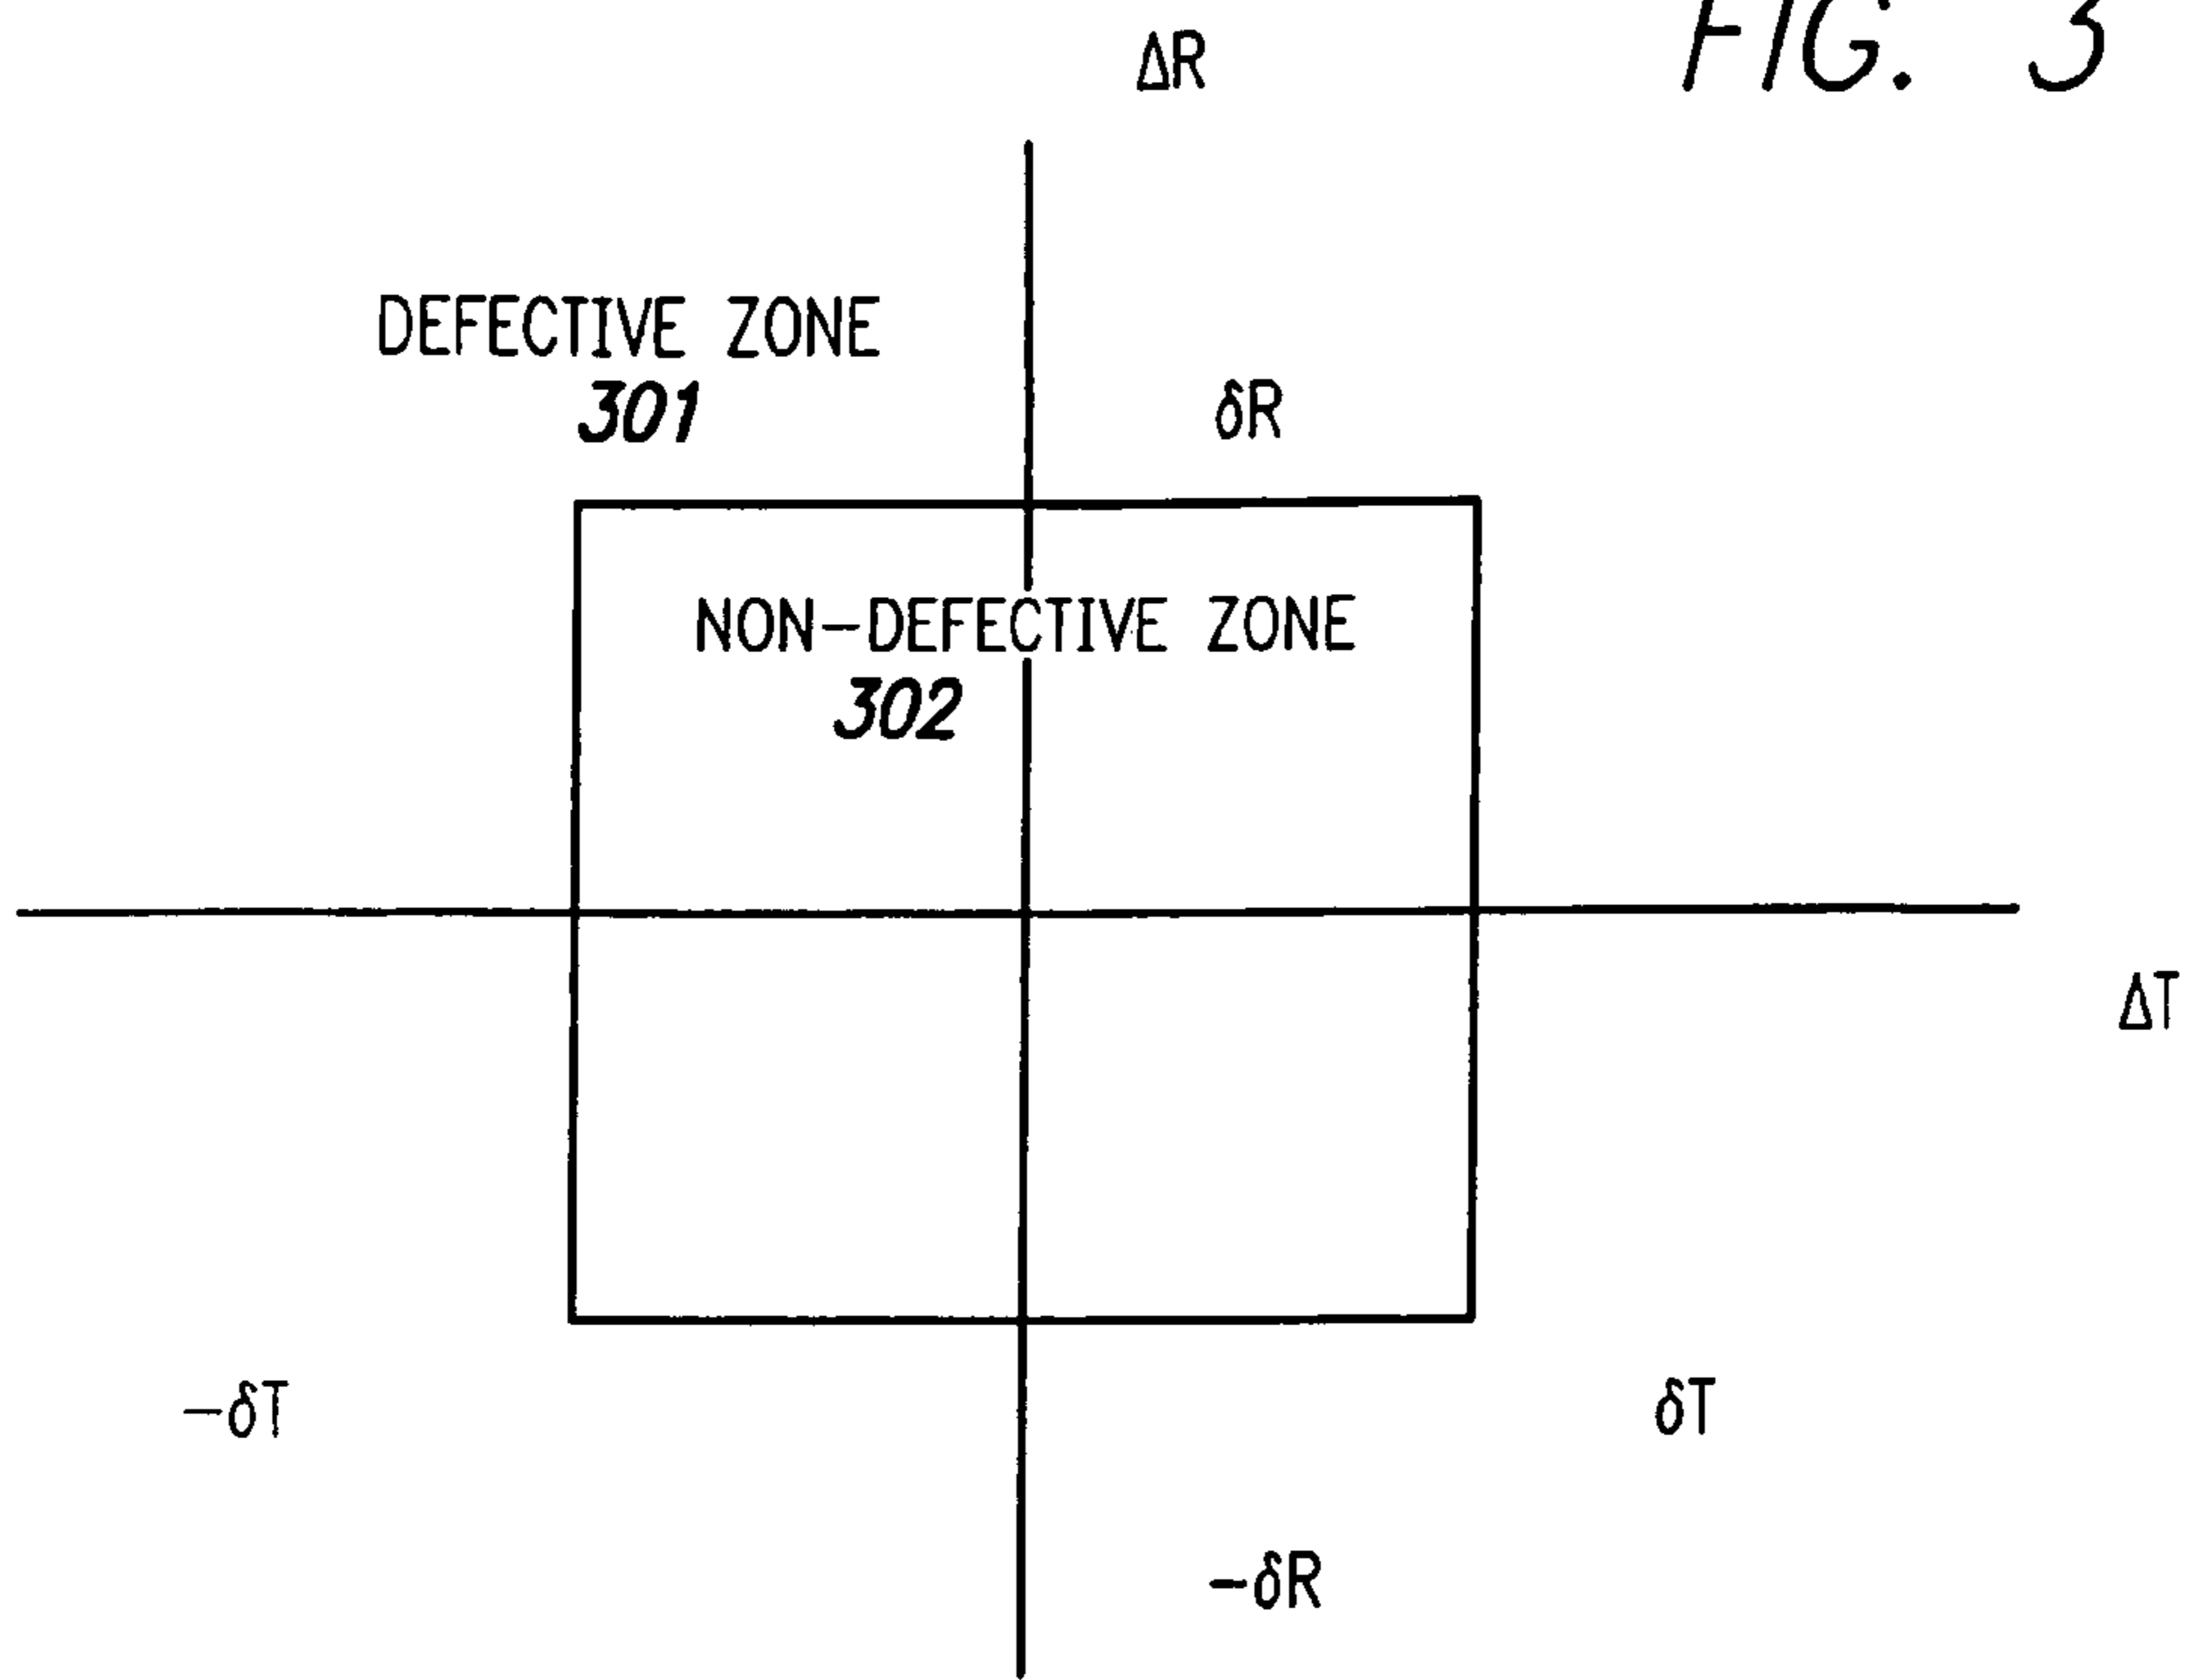 FIG. 3
ΔR
DEFECTIVE ZONE
301
δR
NON-DEFECTIVE ZONE
302
ΔT
-δT
δT
-δR